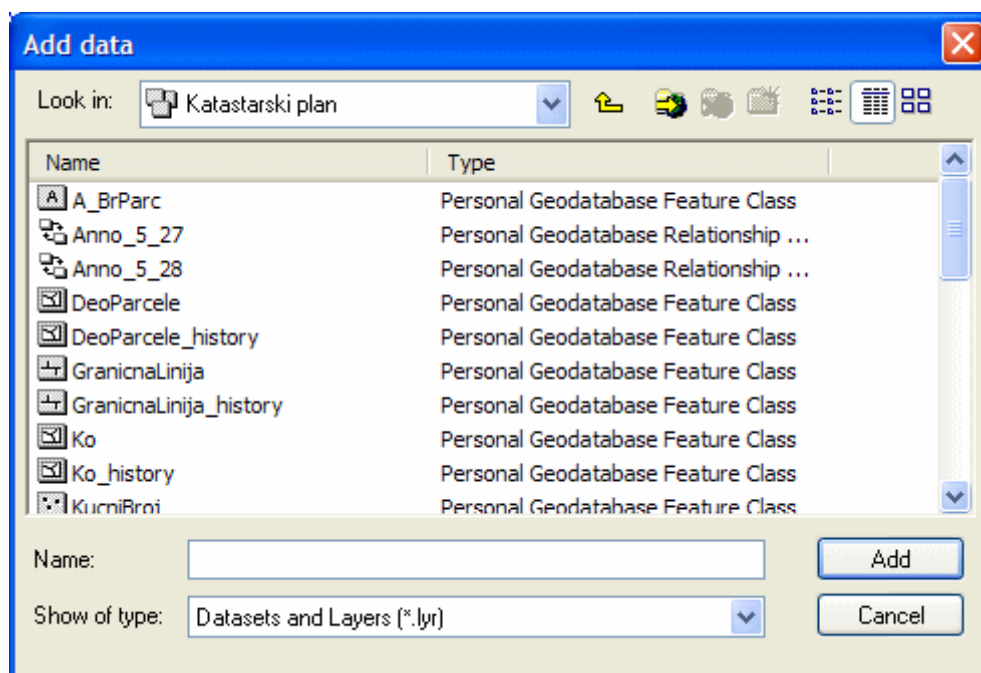 Add data
Look in: Katastarski plan
Name Type
A A_BrParc Personal Geodatabase Feature Class
Anno_5_27 Personal Geodatabase Relationship ...
Anno_5_28 Personal Geodatabase Relationship ...
DeoParcele Personal Geodatabase Feature Class
DeoParcele_history Personal Geodatabase Feature Class
GranicnaLinija Personal Geodatabase Feature Class
GranicnaLinija_history Personal Geodatabase Feature Class
Ko Personal Geodatabase Feature Class
Ko_history Personal Geodatabase Feature Class
KucniBroj Personal Geodatabase Feature Class
Name: Add
Show of type: Datasets and Layers (*.lyr) Cancel